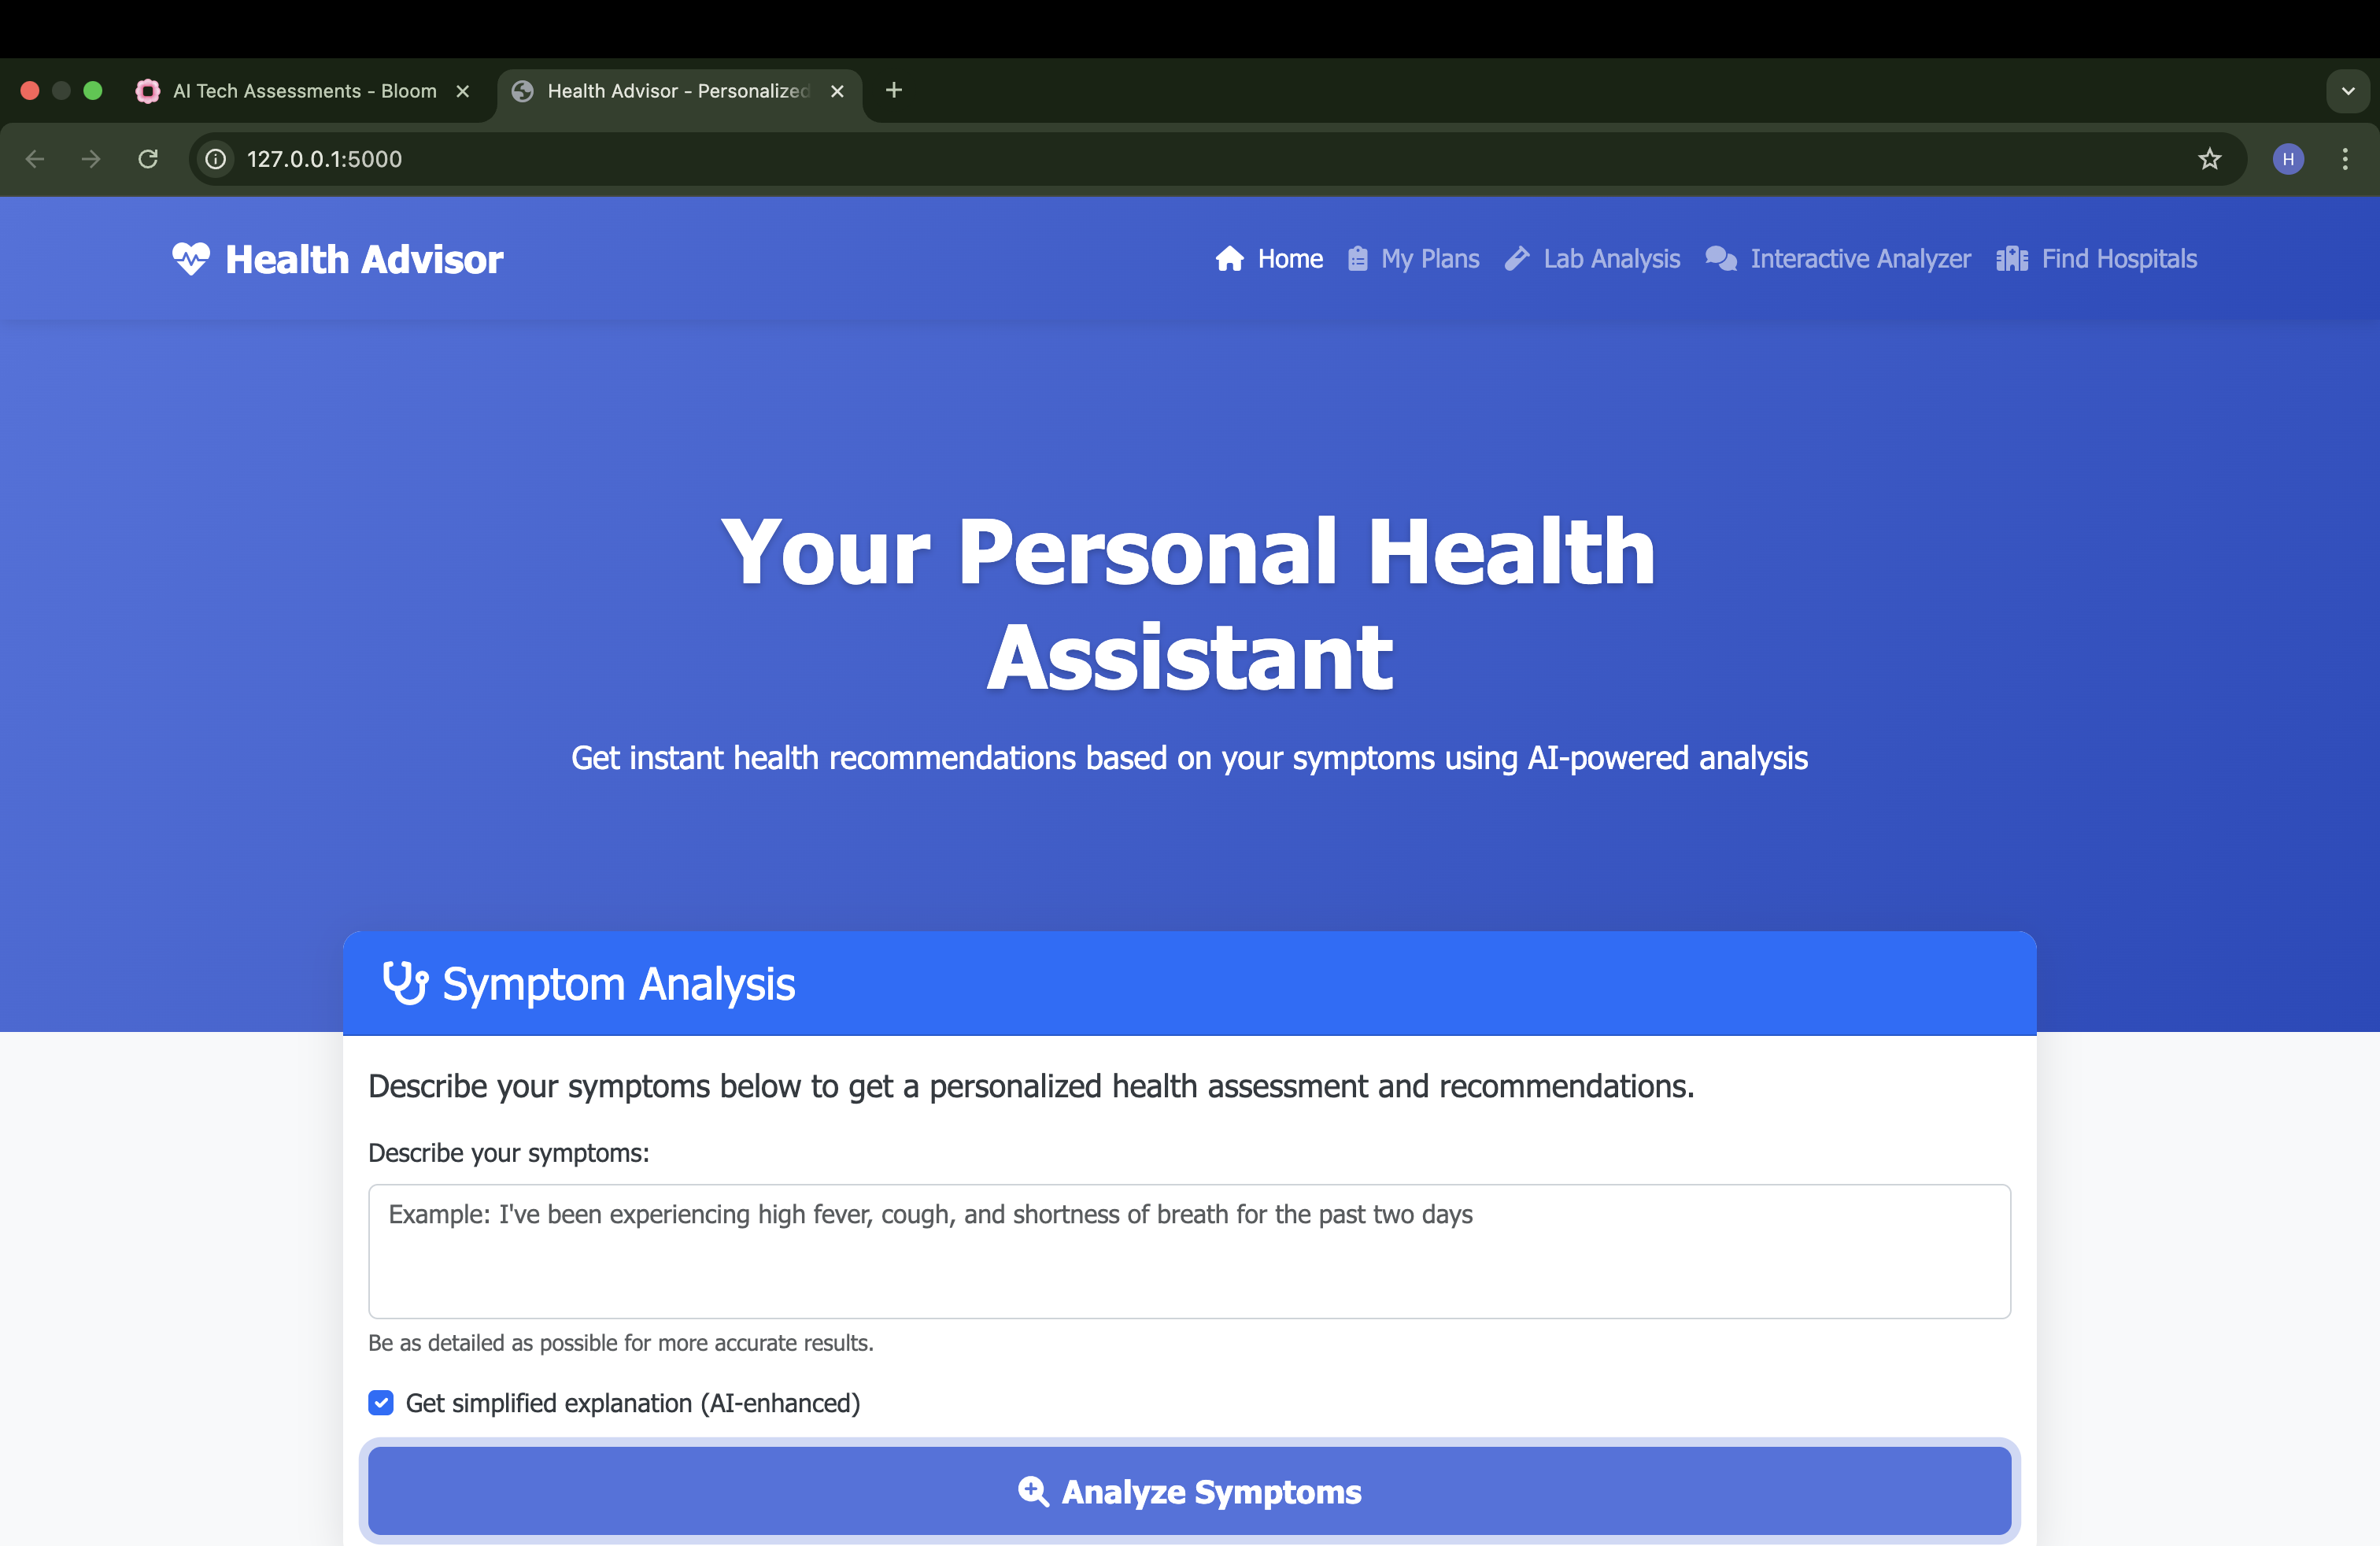 AI Tech Assessments - Bloom
Health Advisor - Personalized
127.0.0.1:5000
H
Health Advisor
Home
My Plans
Lab Analysis
Interactive Analyzer
Find Hospitals
Your Personal Health
Assistant
Get instant health recommendations based on your symptoms using AI-powered analysis
Symptom Analysis
Describe your symptoms below to get a personalized health assessment and recommendations.
Describe your symptoms:
Example: I've been experiencing high fever, cough, and shortness of breath for the past two days
Be as detailed as possible for more accurate results.
Get simplified explanation (AI-enhanced)
Analyze Symptoms